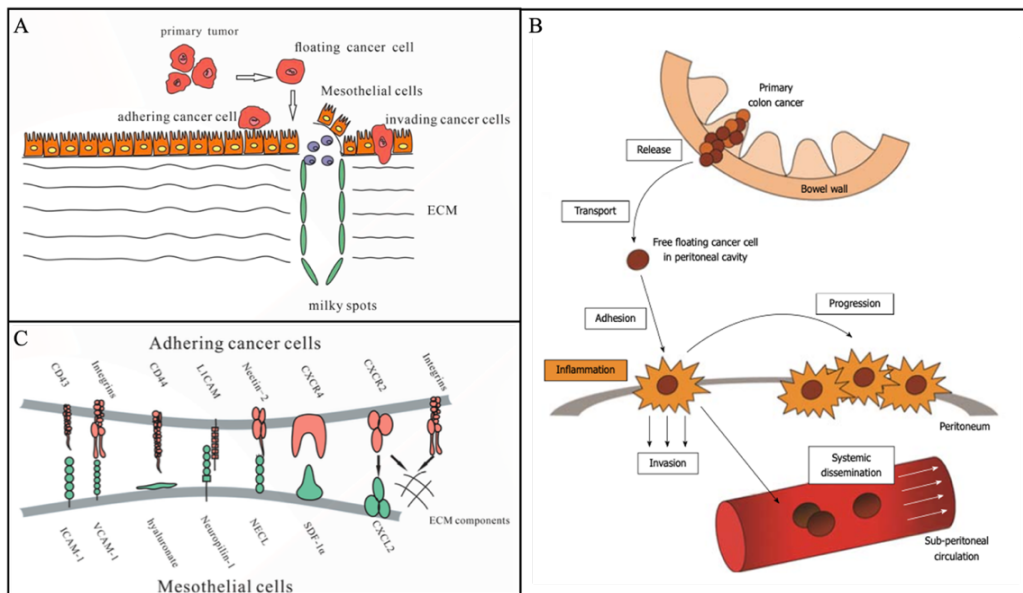 A
primary tumor
floating cancer cell
Mesothelial cells
adhering cancer cell
invading cancer cells
ECM
milky spots
B
Primary
colon cancer
Release
Bowel wall
Transport
Free floating cancer cell
in peritoneal cavity
Progression
Adhesion
Inflammation
Peritoneum
Invasion
Systemic
dissemination
Sub-peritoneal
circulation
C
Adhering cancer cells
CD43
Integrins
CD44
L1CAM
Nectin-2
CXCR4
CXCR2
Integrins
ECM components
ICAM-1
VCAM-1
hyaluronate
Neuropilin-1
NECL
SDF-1α
CXCL2
Mesothelial cells